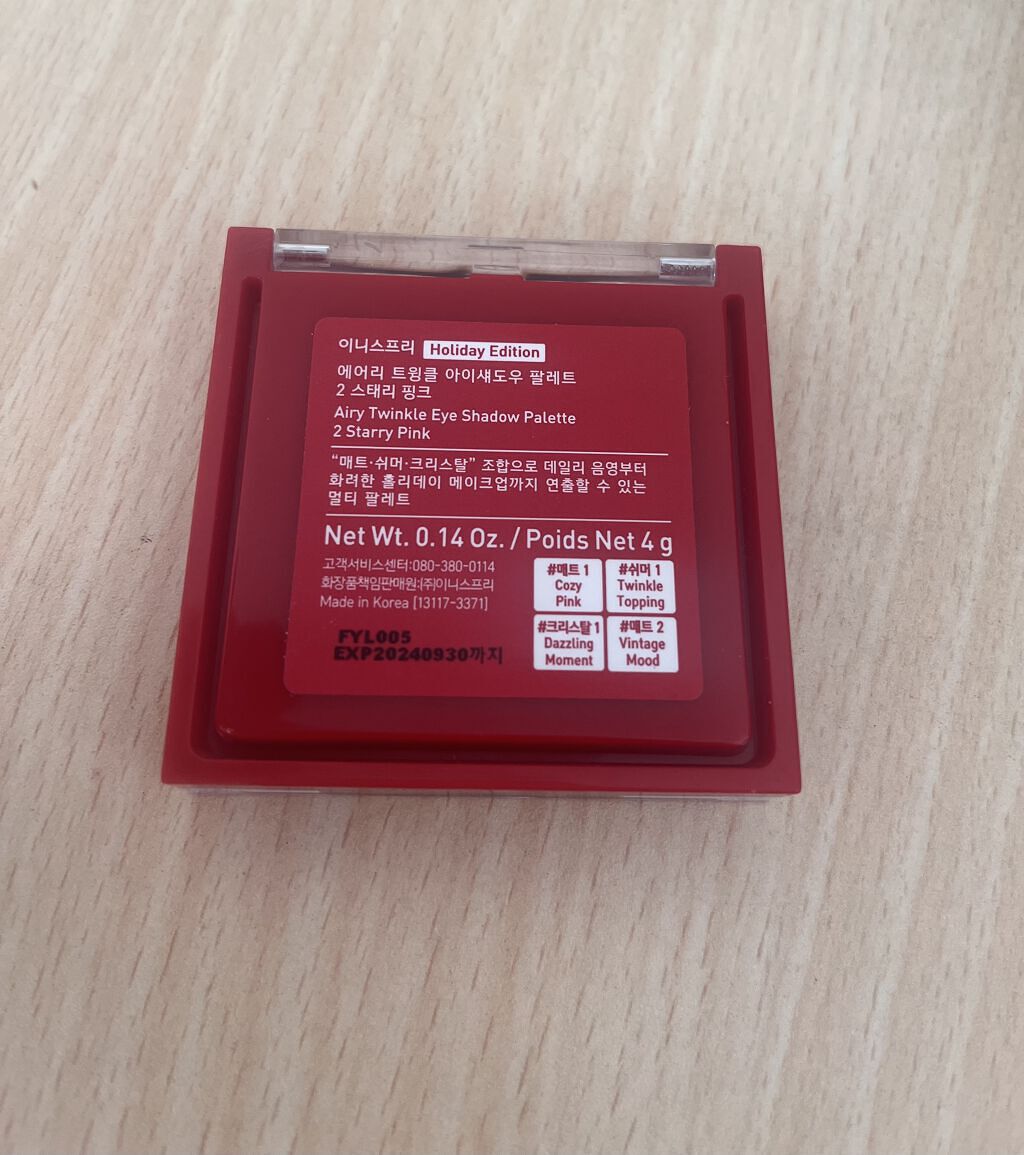 이니스프리 Holiday Edition
에어리 트윙클 아이섀도우 팔레트
2 스태리 핑크
Airy Twinkle Eye Shadow Palette
2 Starry Pink
“매트·쉬머·크리스탈” 조합으로 데일리 음영부터
화려한 홀리데이 메이크업까지 연출할 수 있는
멀티 팔레트
Net Wt. 0.14 Oz. / Poids Net 4 g
고객서비스센터:080-380-0114
화장품책임판매원:(주)이니스프리
Made in Korea [13117-3371]
FYL005
EXP20240930까지
#매트 1
Cozy
Pink
#쉬머 1
Twinkle
Topping
#크리스탈 1
Dazzling
Moment
#매트 2
Vintage
Mood